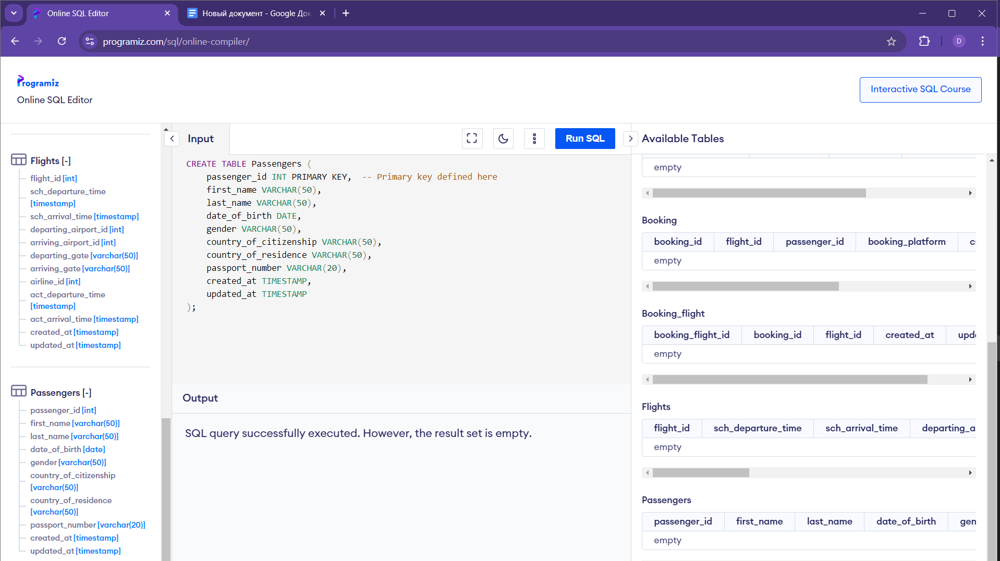 Online SQL Editor
Новый документ - Google Док
programiz.com/sql/online-compiler/
D
Programiz
Online SQL Editor
Interactive SQL Course
Flights [-]
flight_id [int]
sch_departure_time
[timestamp]
sch_arrival_time [timestamp]
departing_airport_id [int]
arriving_airport_id [int]
departing_gate [varchar(50)]
arriving_gate [varchar(50)]
airline_id [int]
act_departure_time
[timestamp]
act_arrival_time [timestamp]
created_at [timestamp]
updated_at [timestamp]
Passengers [-]
passenger_id [int]
first_name [varchar(50)]
last_name [varchar(50)]
date_of_birth [date]
gender [varchar(50)]
country_of_citizenship
[varchar(50)]
country_of_residence
[varchar(50)]
passport_number [varchar(20)]
created_at [timestamp]
updated_at [timestamp]
Input
Run SQL
CREATE TABLE Passengers (
passenger_id INT PRIMARY KEY,  -- Primary key defined here
first_name VARCHAR(50),
last_name VARCHAR(50),
date_of_birth DATE,
gender VARCHAR(50),
country_of_citizenship VARCHAR(50),
country_of_residence VARCHAR(50),
passport_number VARCHAR(20),
created_at TIMESTAMP,
updated_at TIMESTAMP
);
Output
SQL query successfully executed. However, the result set is empty.
Available Tables
empty
Booking
booking_id flight_id passenger_id booking_platform
empty
Booking_flight
booking_flight_id booking_id flight_id created_at upd
empty
Flights
flight_id sch_departure_time sch_arrival_time departing_a
empty
Passengers
passenger_id first_name last_name date_of_birth gen
empty